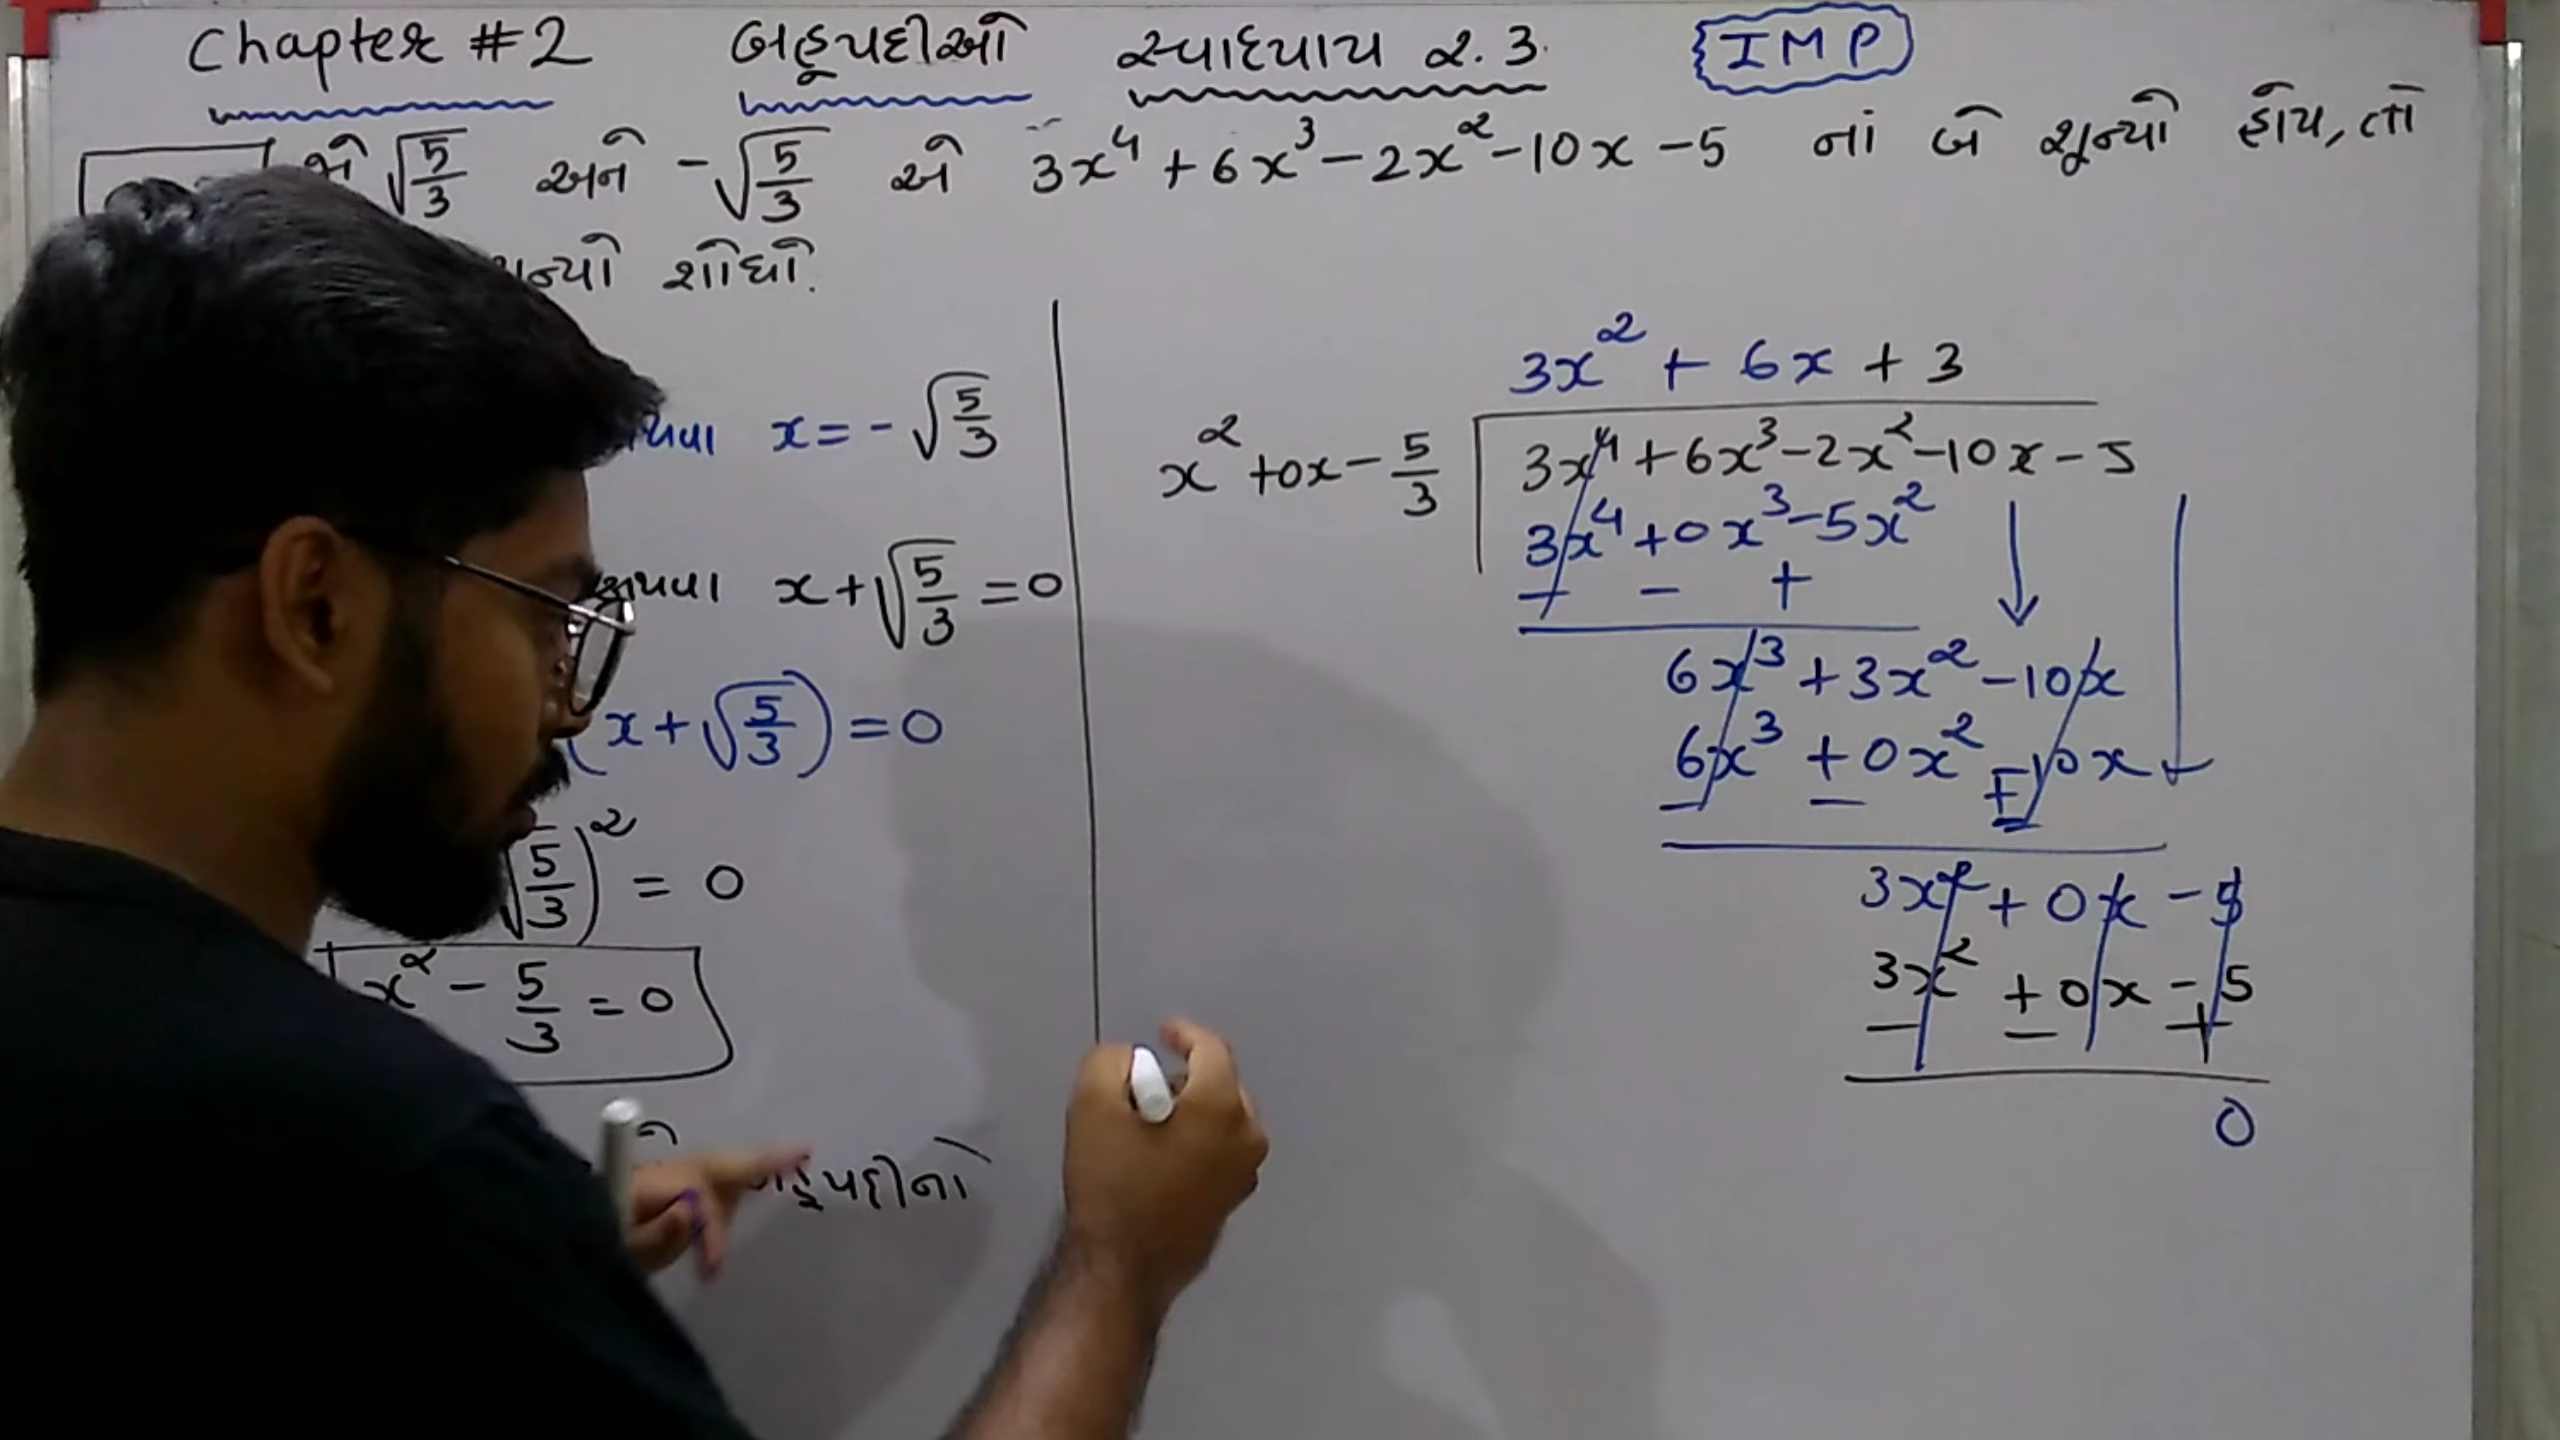 Chapter #2 બહુપદીઓ સ્વાધ્યાય ૨.3 IMP
√(5/3) અને -√(5/3) એ 3x⁴ + 6x³ - 2x² - 10x - 5 નાં બે શૂન્યો હોય, તો
શોધો.
x = -√(5/3)
x + √(5/3) = 0
(x + √(5/3)) = 0
√(5/3))² = 0
x² - 5/3 = 0
બહુપદીનો
3x² + 6x + 3
x² + 0x - 5/3
3x⁴ + 6x³ - 2x² - 10x - 5
3x⁴ + 0x³ - 5x²
- - +
6x³ + 3x² - 10x
6x³ + 0x² - 10x
- - +
3x² + 0x - 5
3x² + 0x - 5
- - +
0